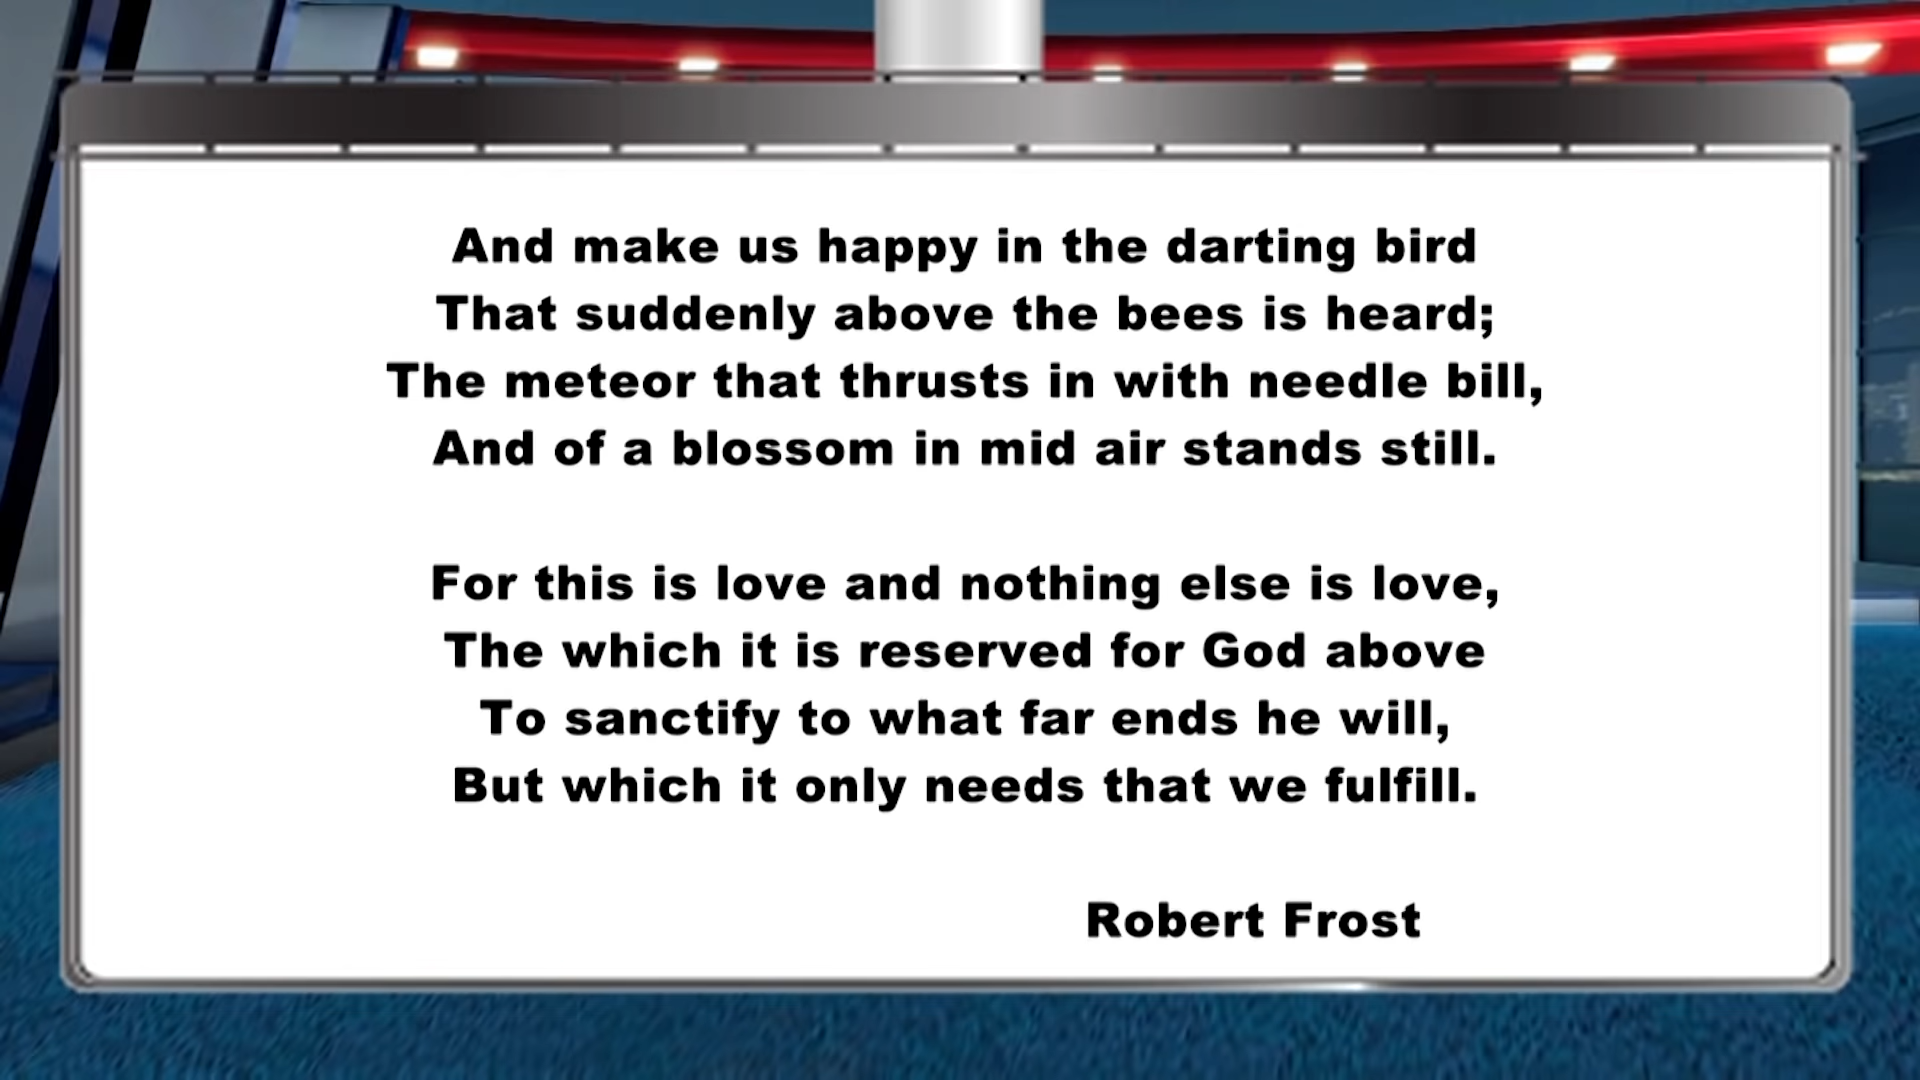 And make us happy in the darting bird
That suddenly above the bees is heard;
The meteor that thrusts in with needle bill,
And of a blossom in mid air stands still.
For this is love and nothing else is love,
The which it is reserved for God above
To sanctify to what far ends he will,
But which it only needs that we fulfill.
Robert Frost